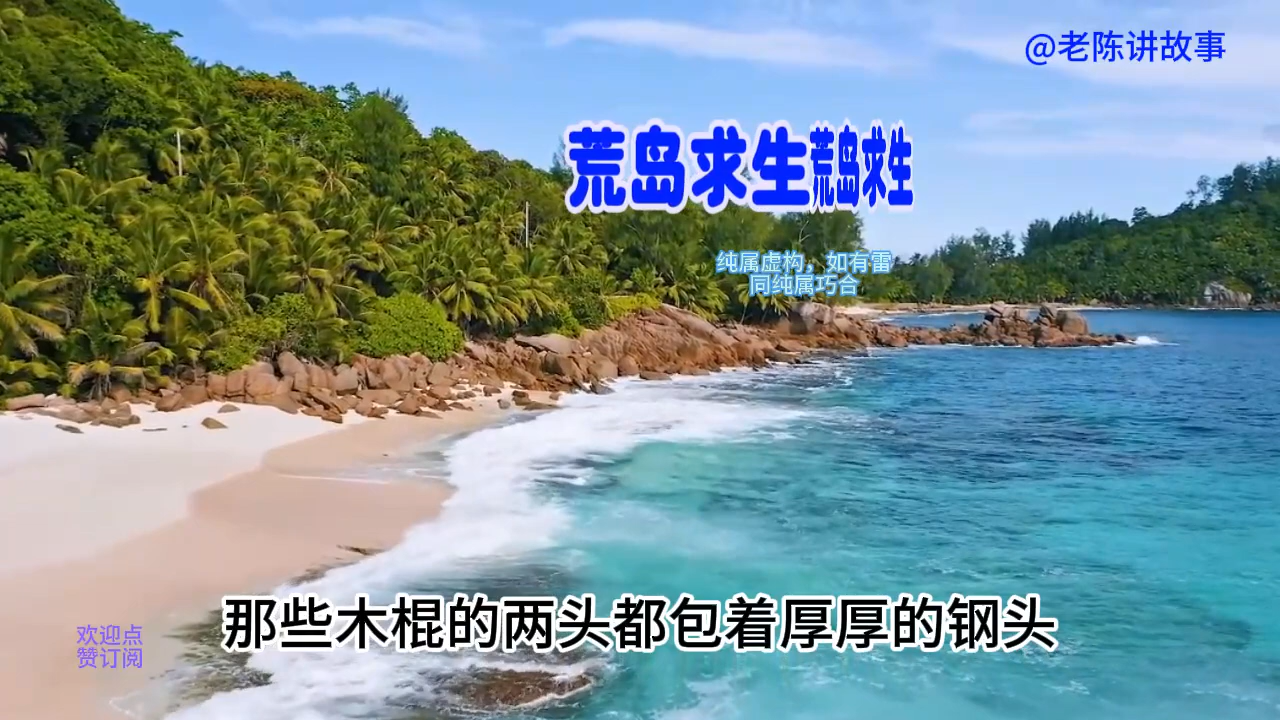 @老陈讲故事
荒岛求生荒岛求生
纯属虚构，如有雷
同纯属巧合
那些木棍的两头都包着厚厚的钢头
欢迎点
赞订阅